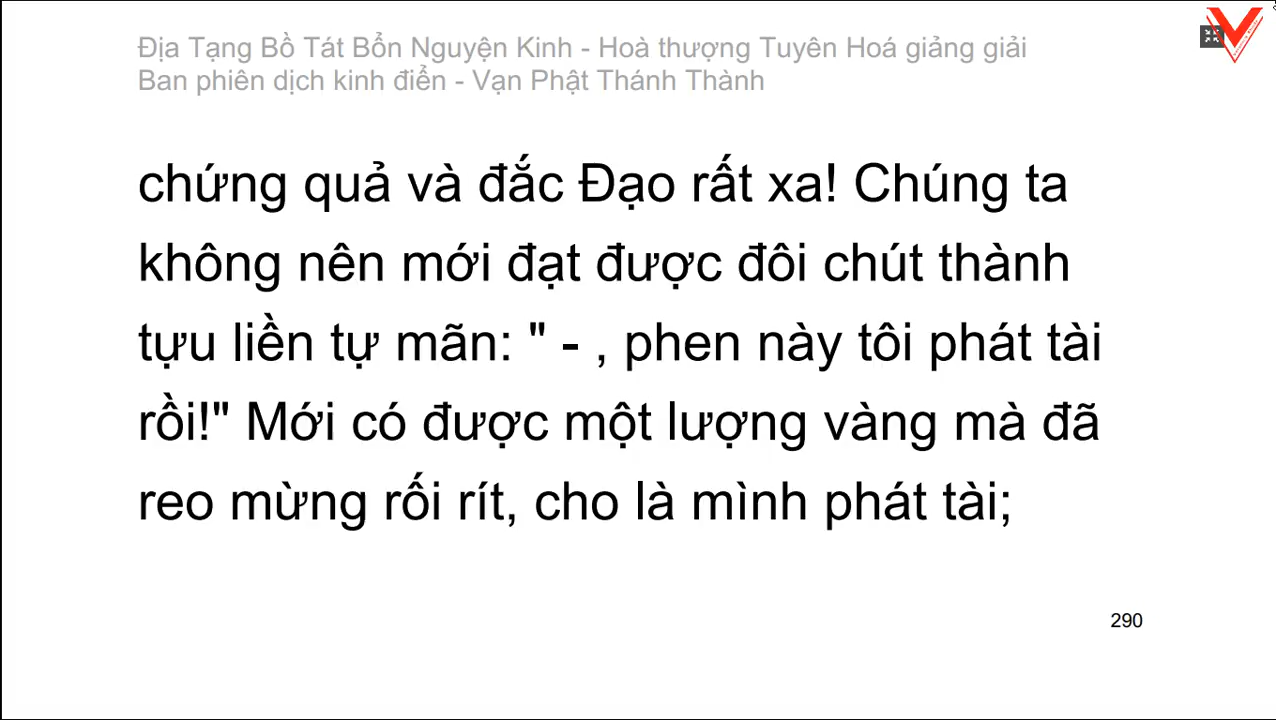 Địa Tạng Bồ Tát Bổn Nguyện Kinh - Hoà thượng Tuyên Hoá giảng giải
Ban phiên dịch kinh điển - Vạn Phật Thánh Thành
chứng quả và đắc Đạo rất xa! Chúng ta
không nên mới đạt được đôi chút thành
tựu liền tự mãn: " - , phen này tôi phát tài
rồi!" Mới có được một lượng vàng mà đã
reo mừng rối rít, cho là mình phát tài;
290